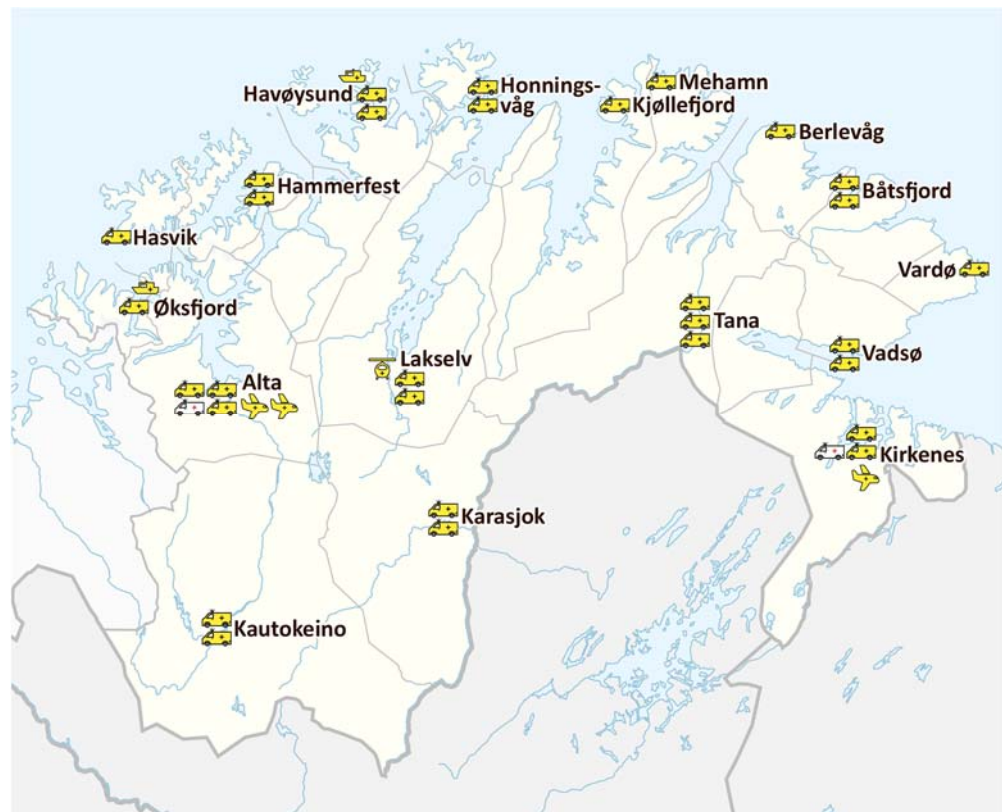 Havøysund
Honnings-
våg
Mehamn
Kjøllefjord
Berlevåg
Hammerfest
Båtsfjord
Hasvik
Vardø
Øksfjord
Tana
Lakselv
Vadsø
Alta
Kirkenes
Karasjok
Kautokeino